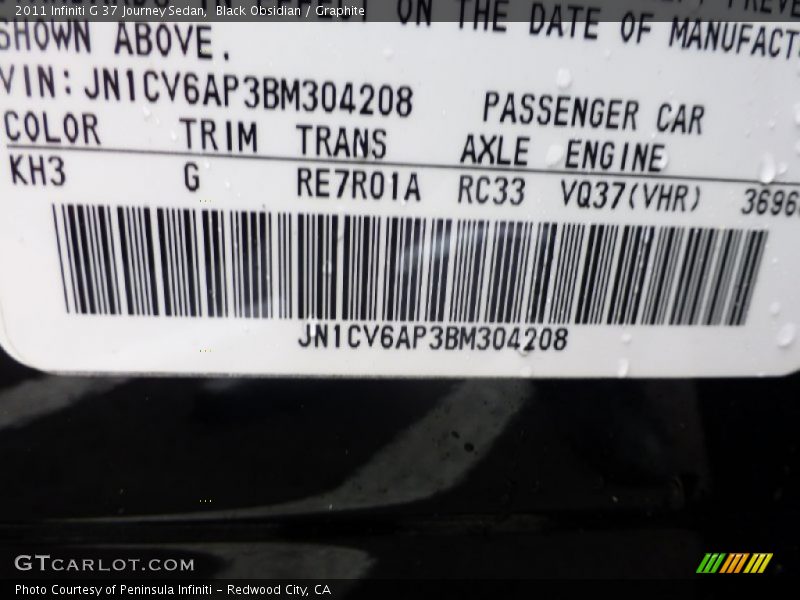 2011 Infiniti G 37 Journey Sedan, Black Obsidian / Graphite
ON THE DATE OF
SHOWN ABOVE.
VIN: JN1CV6AP3BM304208 PASSENGER CAR
COLOR TRIM TRANS AXLE ENGINE
KH3 G RE7R01A RC33 VQ37(VHR) 3696
JN1CV6AP3BM304208
GTCARLOT.COM
Photo Courtesy of Peninsula Infiniti - Redwood City, CA